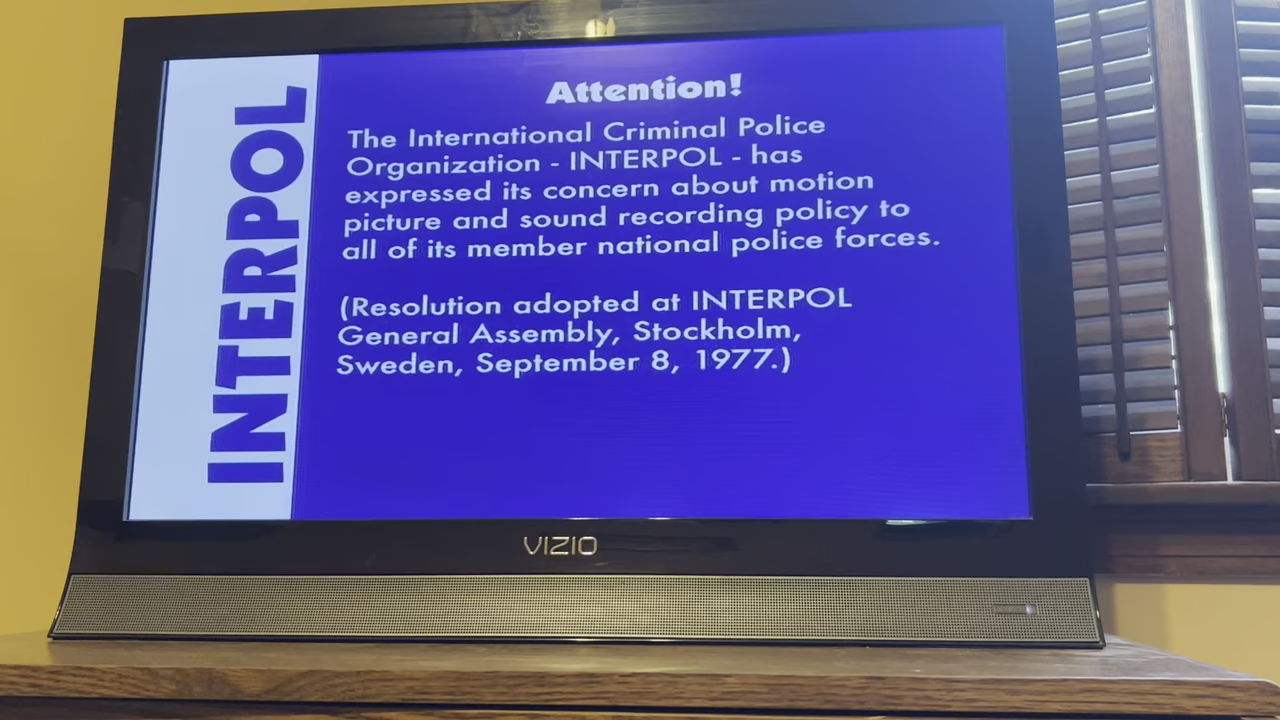 INTERPOL
Attention!
The International Criminal Police
Organization - INTERPOL - has
expressed its concern about motion
picture and sound recording policy to
all of its member national police forces.
(Resolution adopted at INTERPOL
General Assembly, Stockholm,
Sweden, September 8, 1977.)
VIZIO